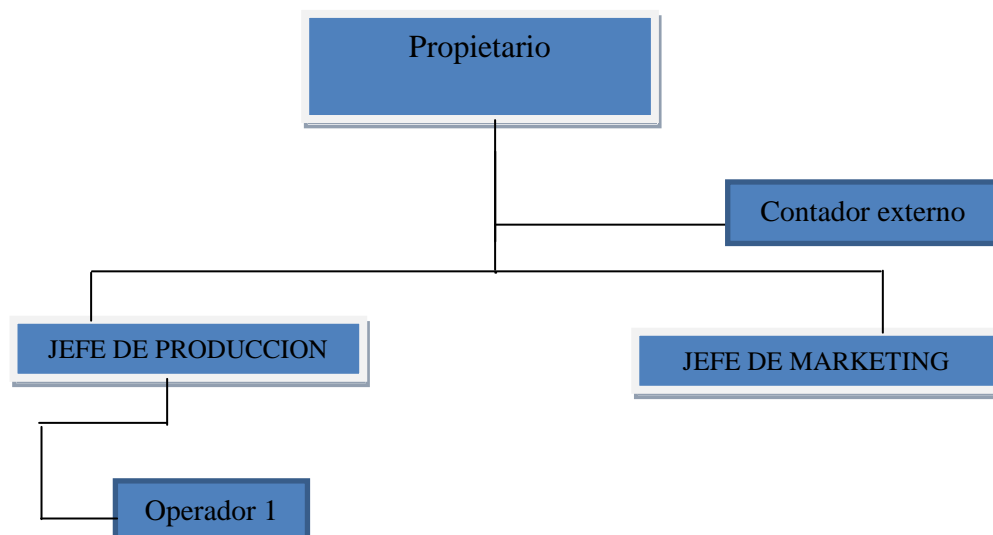 Propietario
Contador externo
JEFE DE PRODUCCION
JEFE DE MARKETING
Operador 1